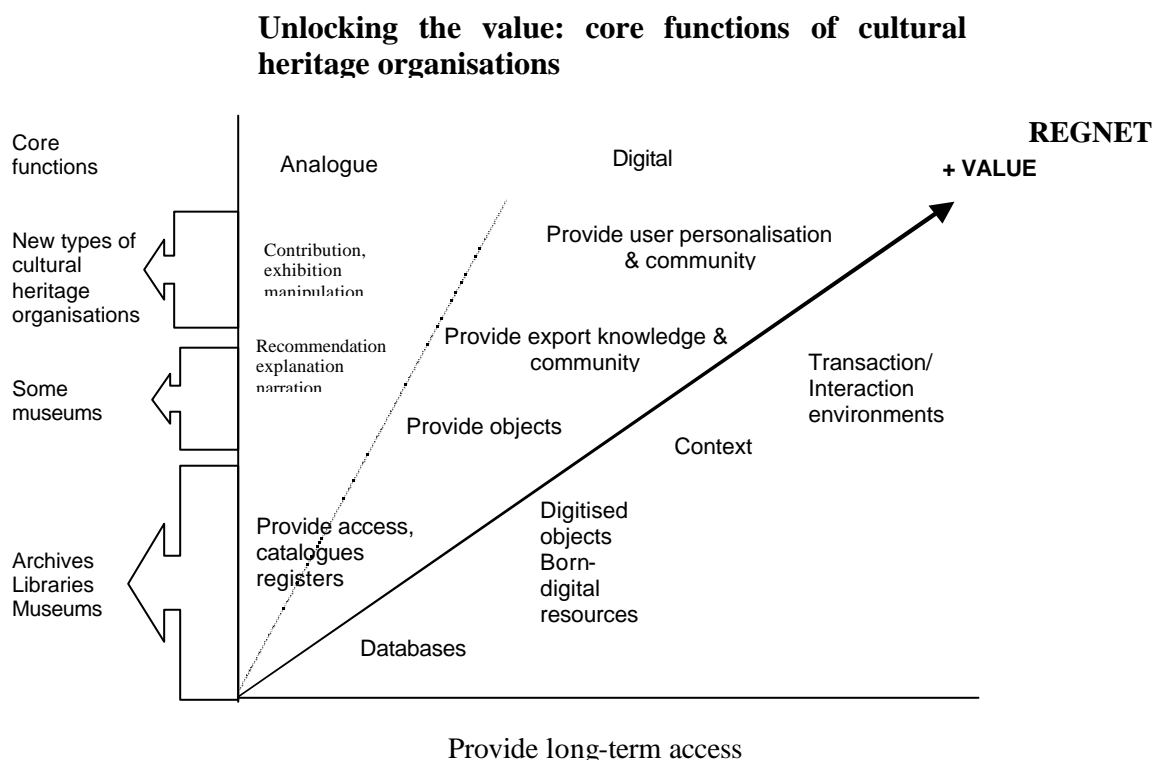 Unlocking the value: core functions of cultural
heritage organisations
REGNET
Core
functions
Analogue
Digital
+ VALUE
New types of
cultural
heritage
organisations
Contribution,
exhibition
manipulation
Provide user personalisation
& community
Recommendation
explanation
narration
Provide export knowledge &
community
Transaction/
Interaction
environments
Some
museums
Provide objects
Context
Archives
Libraries
Museums
Provide access,
catalogues
registers
Digitised
objects
Born-
digital
resources
Databases
Provide long-term access